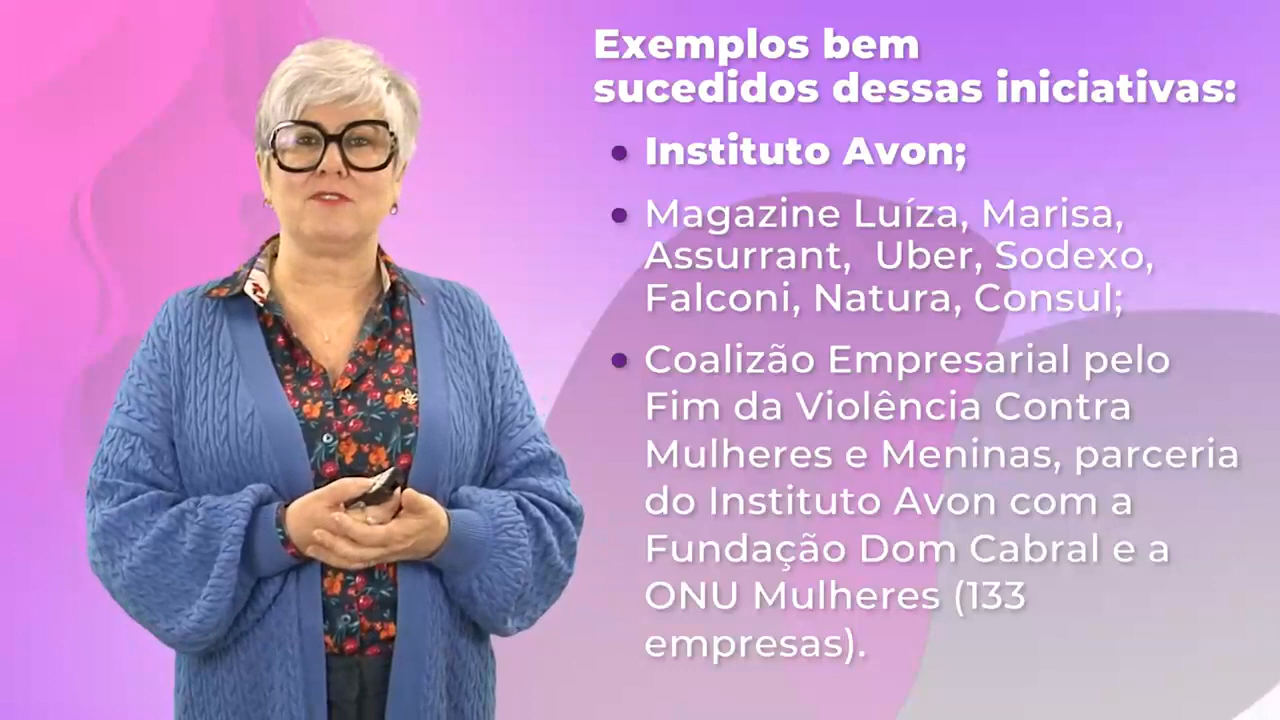 Exemplos bem
sucedidos dessas iniciativas:
• Instituto Avon;
• Magazine Luíza, Marisa,
Assurrant, Uber, Sodexo,
Falconi, Natura, Consul;
• Coalizão Empresarial pelo
Fim da Violência Contra
Mulheres e Meninas, parceria
do Instituto Avon com a
Fundação Dom Cabral e a
ONU Mulheres (133
empresas).